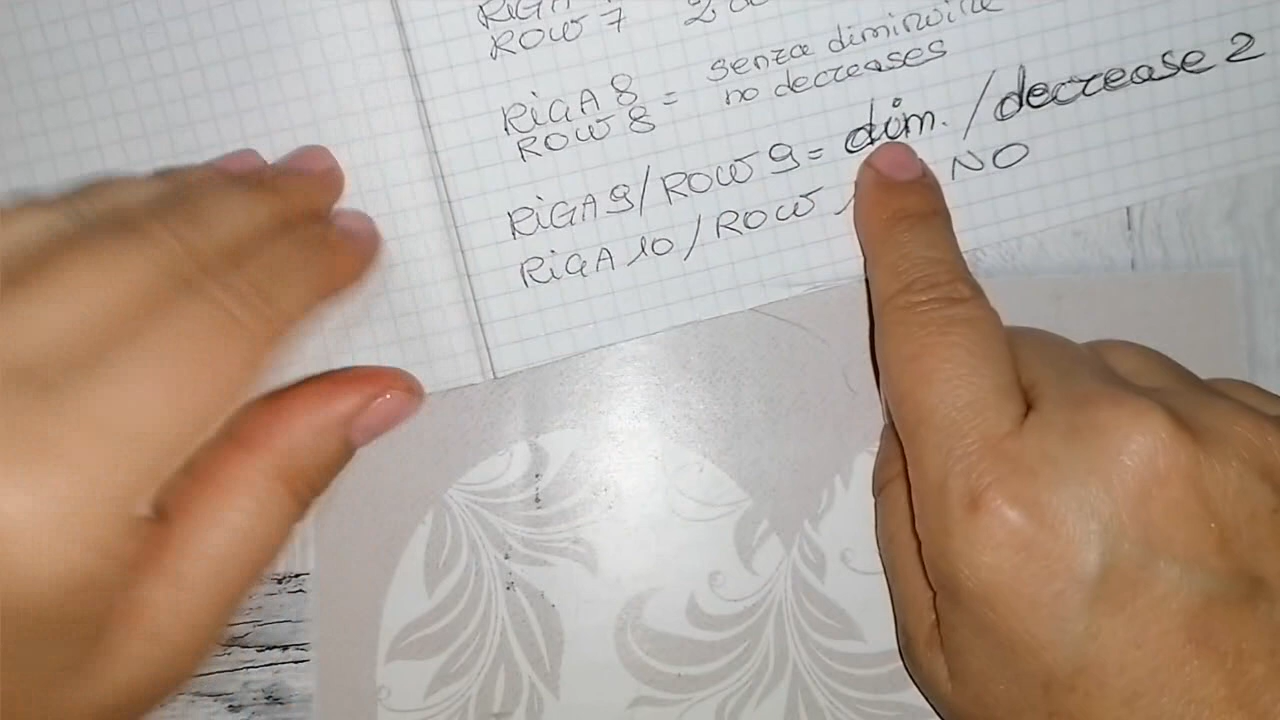 ROW 7 2
RIGA 8
ROW 8 =
senza diminuire
no decreases
RIGA 9/ROW 9= dim. /decrease 2
RIGA 10/ROW NO